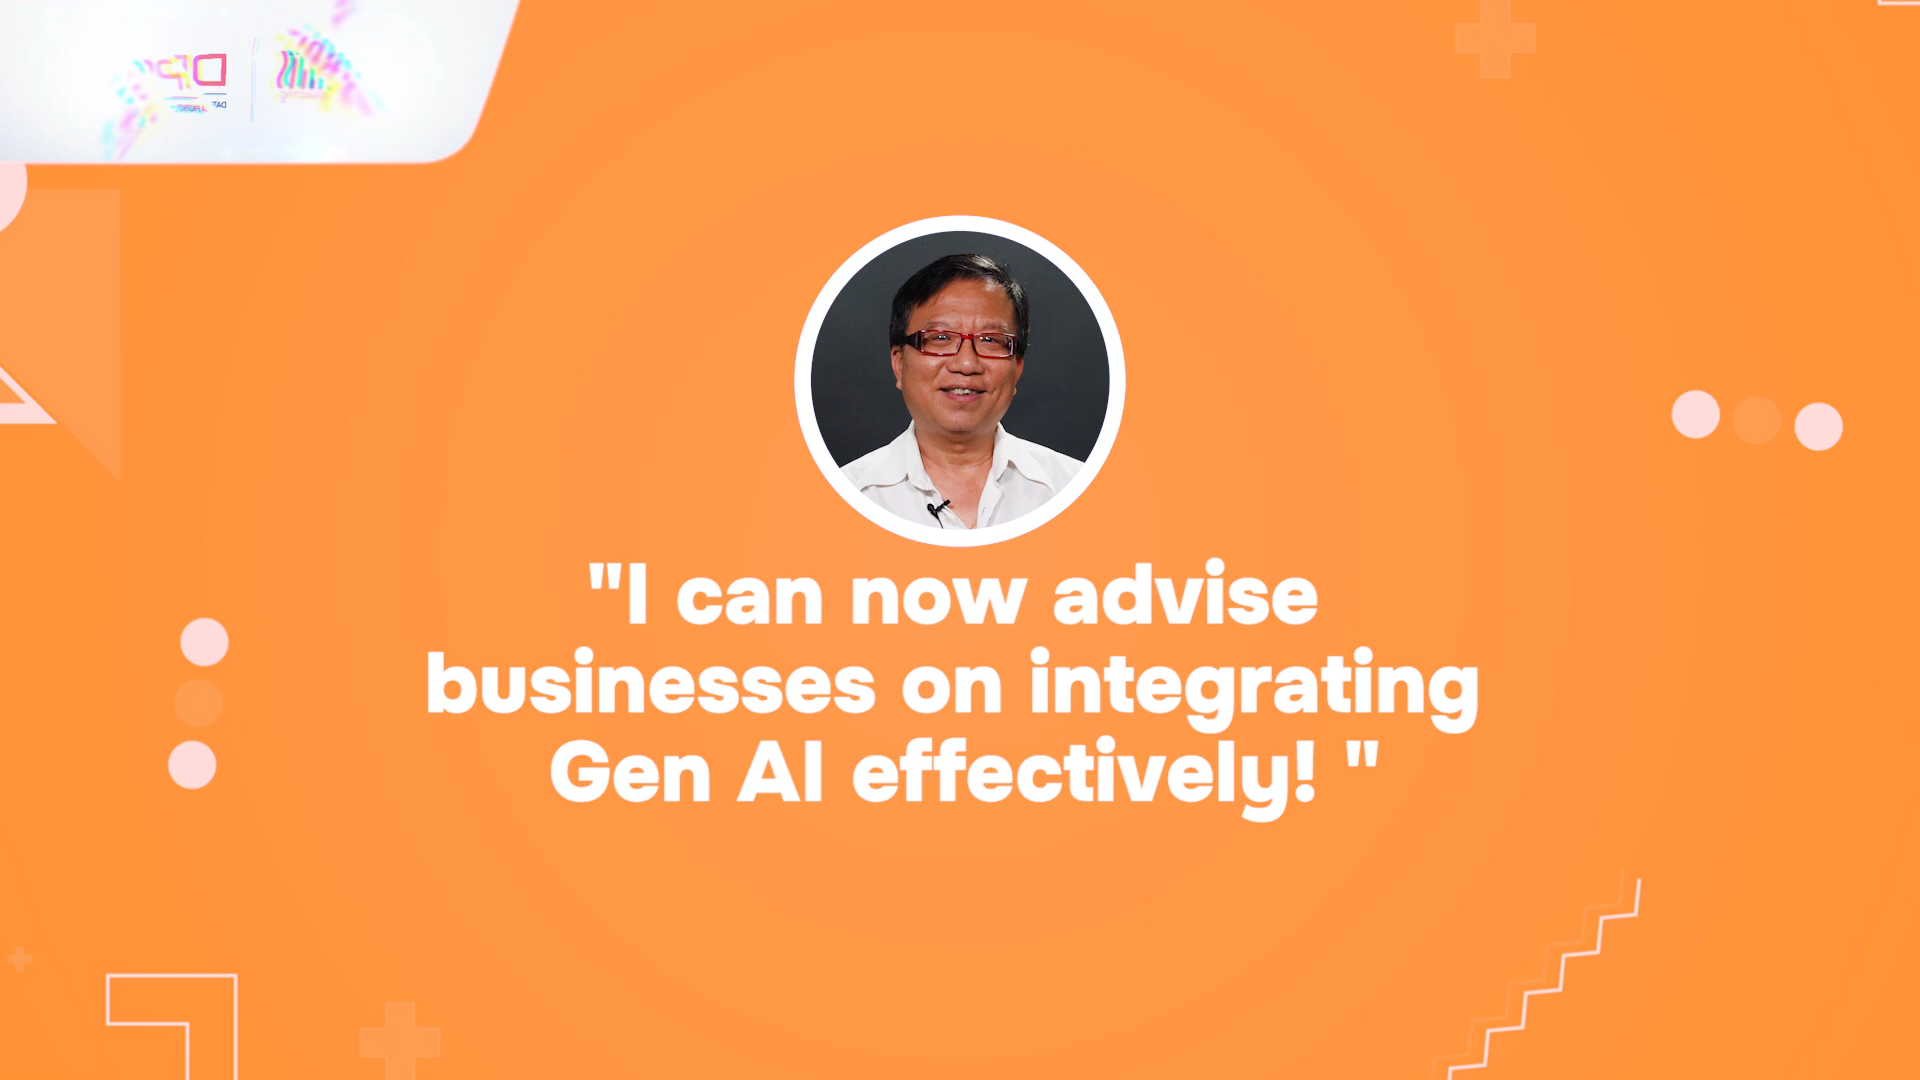 "I can now advise
businesses on integrating
Gen AI effectively! "